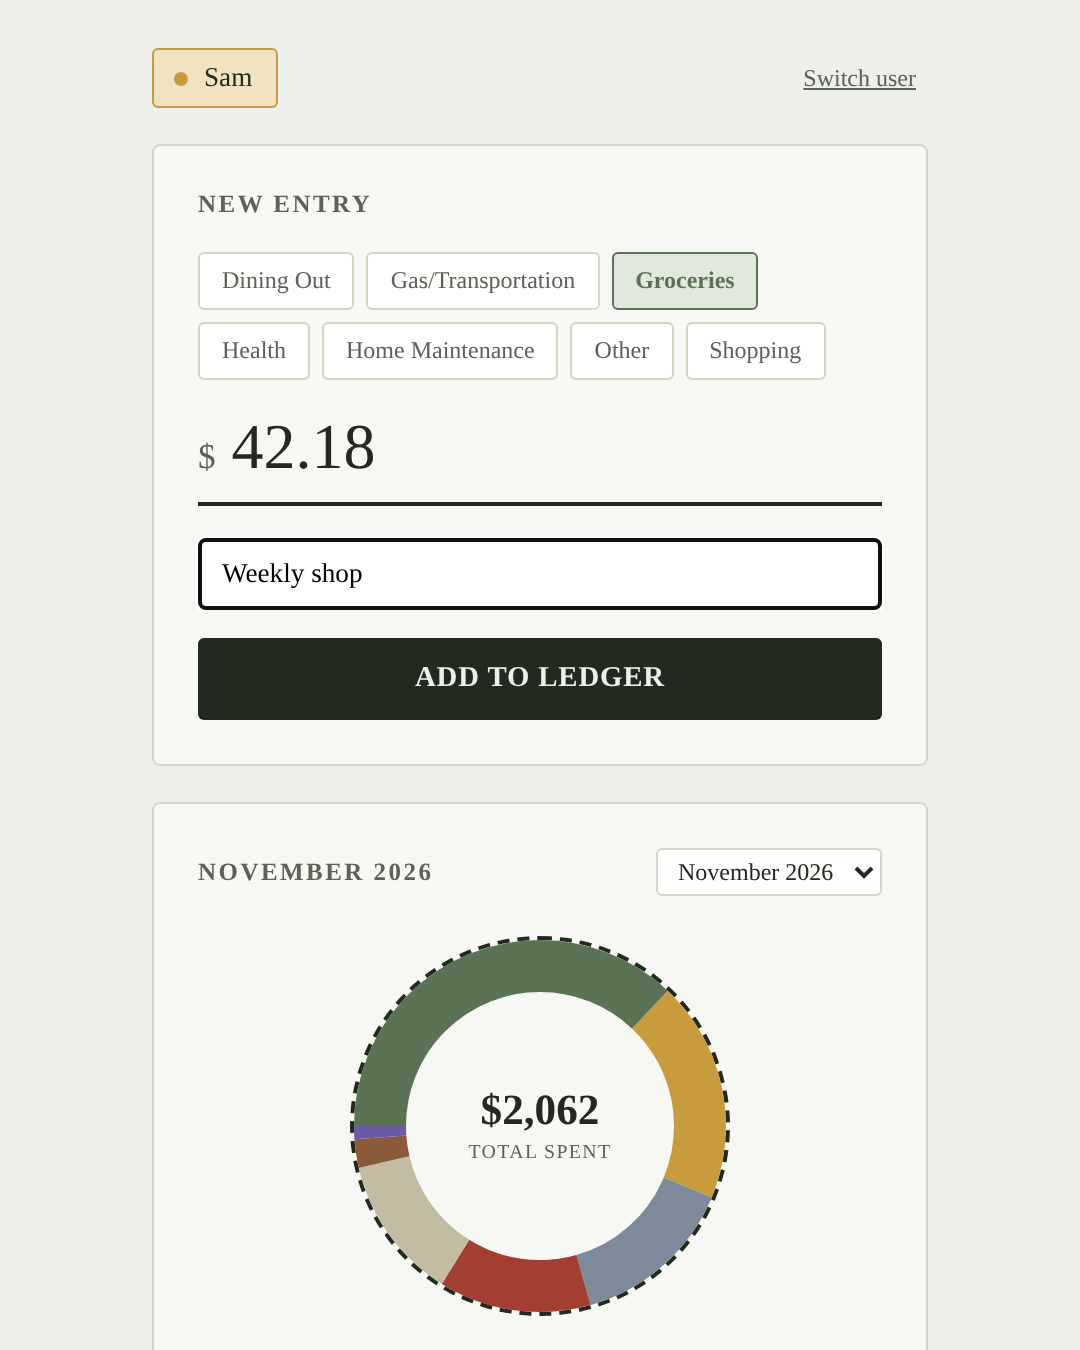 Sam
Switch user
NEW ENTRY
Dining Out
Gas/Transportation
Groceries
Health
Home Maintenance
Other
Shopping
$ 42.18
Weekly shop
ADD TO LEDGER
NOVEMBER 2026
November 2026
$2,062
TOTAL SPENT